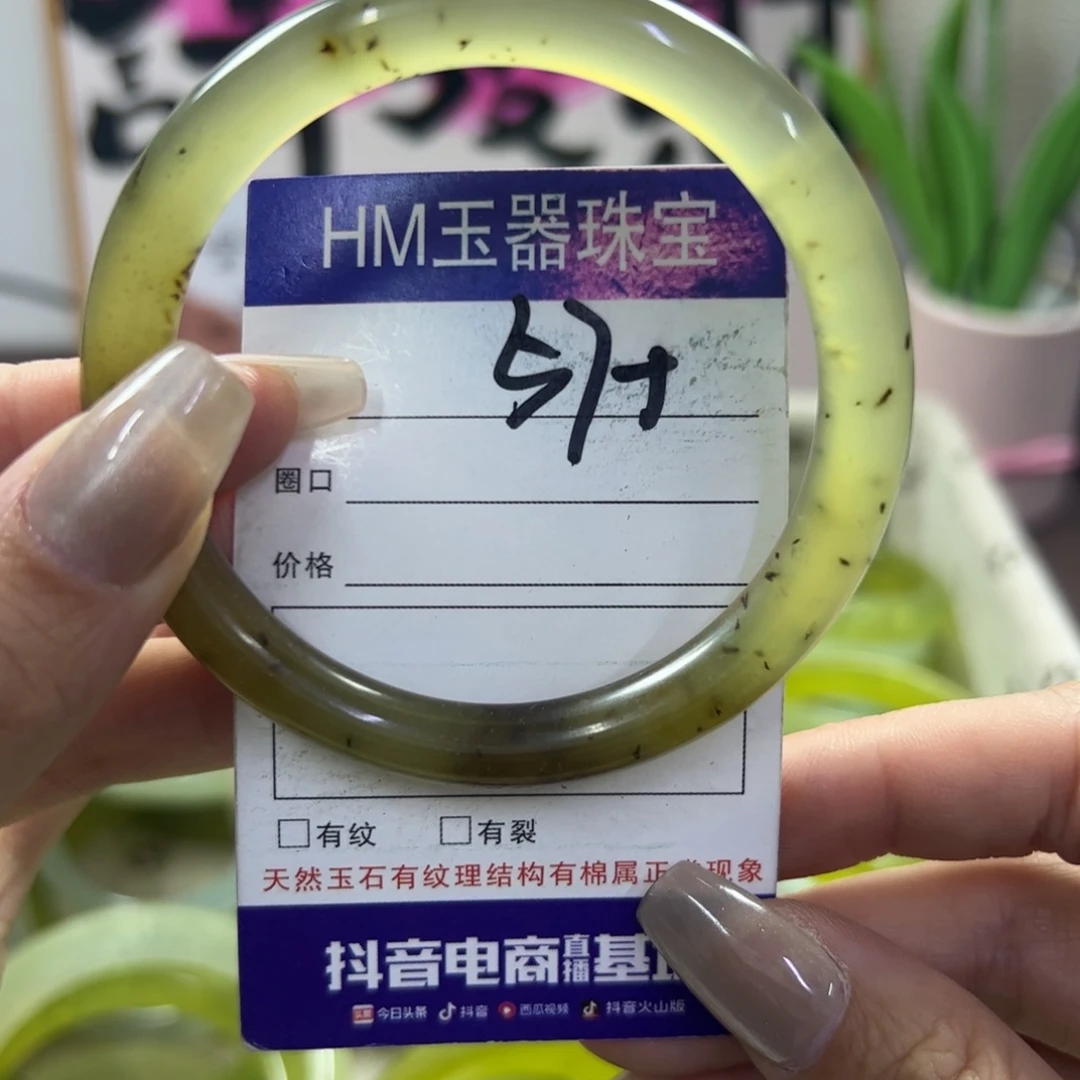 HM玉器珠宝
57+
圈口
价格
有纹 有裂
天然玉石有纹理结构有棉属正常现象
抖音电商直播基
今日头条 抖音 西瓜视频 抖音火山版